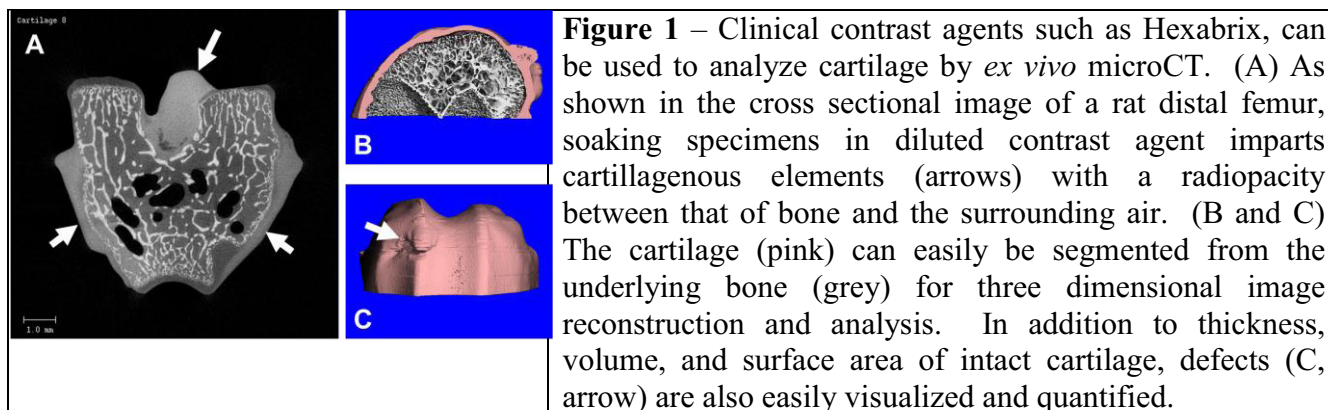 Cartilage 8
A
1.0 mm
B
C
Figure 1 – Clinical contrast agents such as Hexabrix, can
be used to analyze cartilage by ex vivo microCT. (A) As
shown in the cross sectional image of a rat distal femur,
soaking specimens in diluted contrast agent imparts
cartillagenous elements (arrows) with a radiopacity
between that of bone and the surrounding air. (B and C)
The cartilage (pink) can easily be segmented from the
underlying bone (grey) for three dimensional image
reconstruction and analysis. In addition to thickness,
volume, and surface area of intact cartilage, defects (C,
arrow) are also easily visualized and quantified.